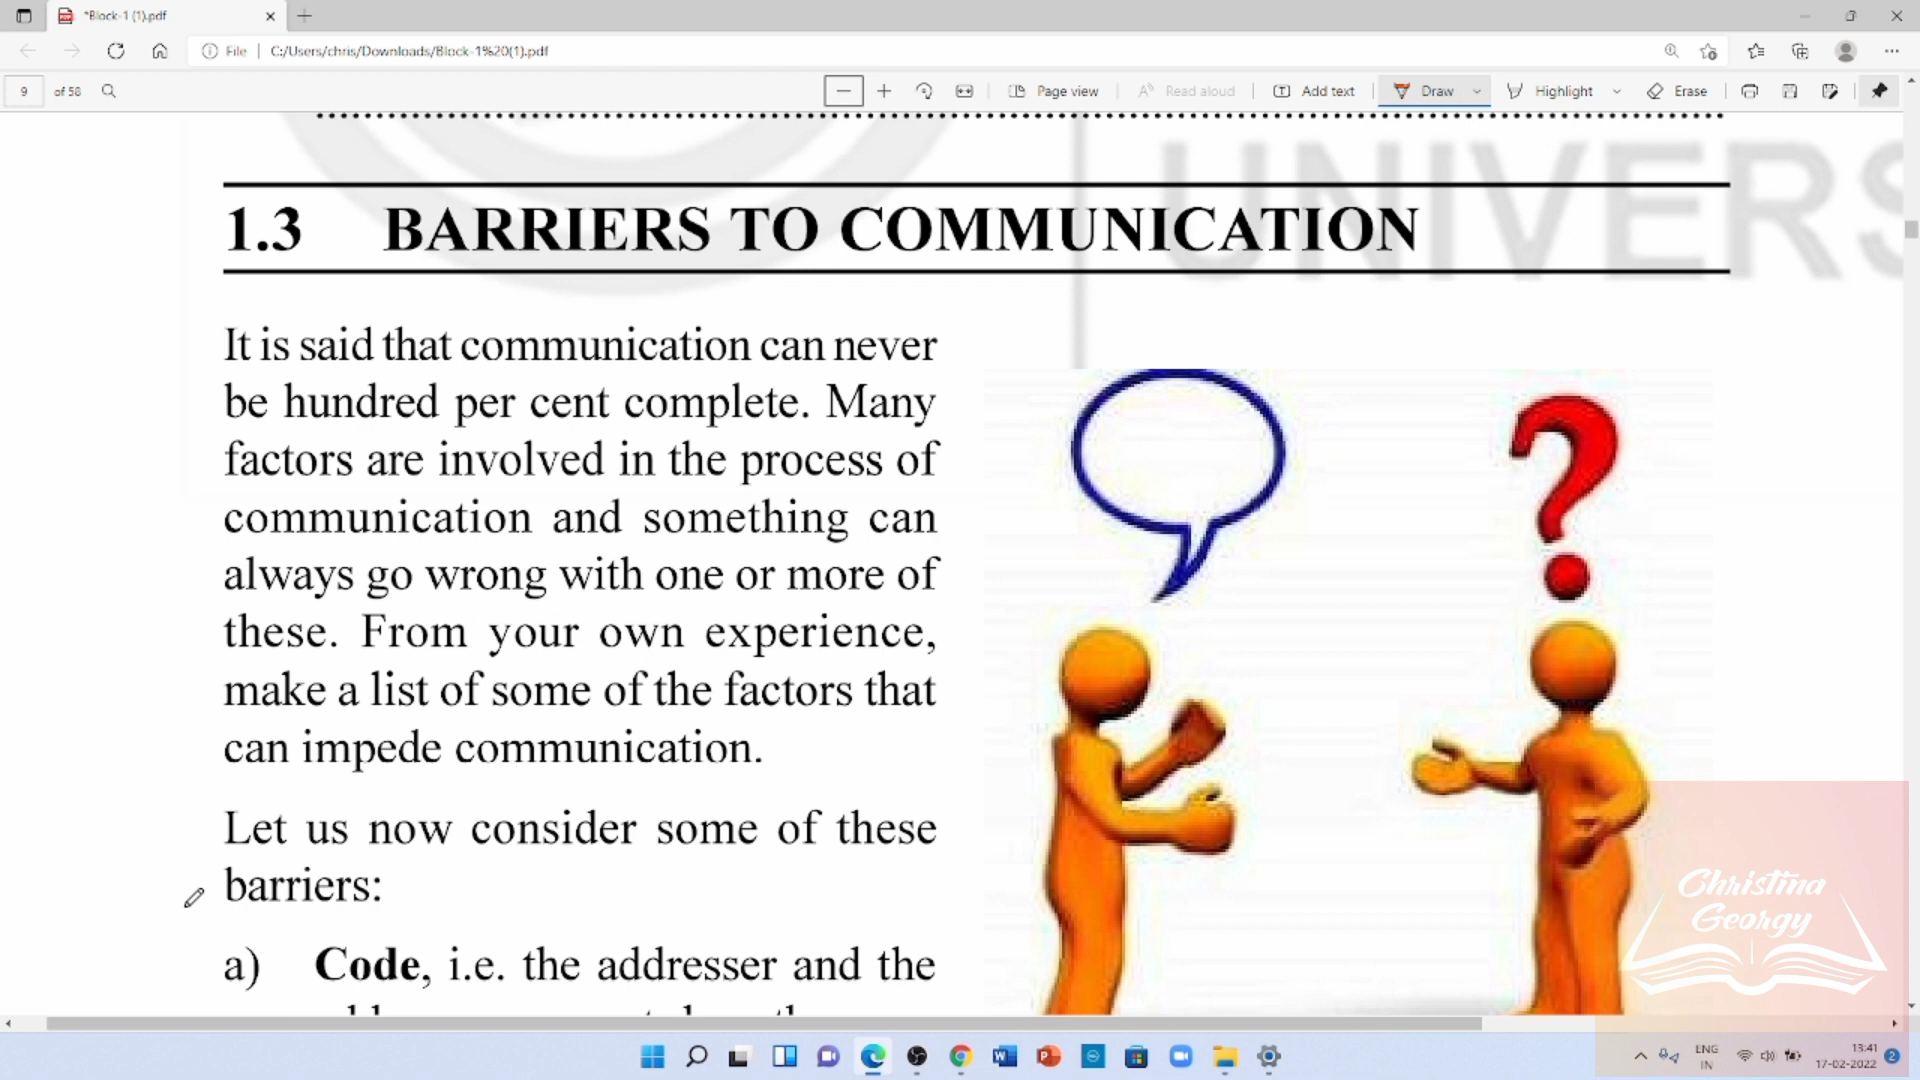 *Block-1 (1).pdf
File
C:/Users/chris/Downloads/Block-1%20(1).pdf
9
of 58
Page view
Read aloud
Add text
Draw
Highlight
Erase
UNIVERS
1.3 BARRIERS TO COMMUNICATION
It is said that communication can never
be hundred per cent complete. Many
factors are involved in the process of
communication and something can
always go wrong with one or more of
these. From your own experience,
make a list of some of the factors that
can impede communication.
Let us now consider some of these
barriers:
a) Code, i.e. the addresser and the
?
Christina
Georgy
ENG
IN
13:41
17-02-2022
2